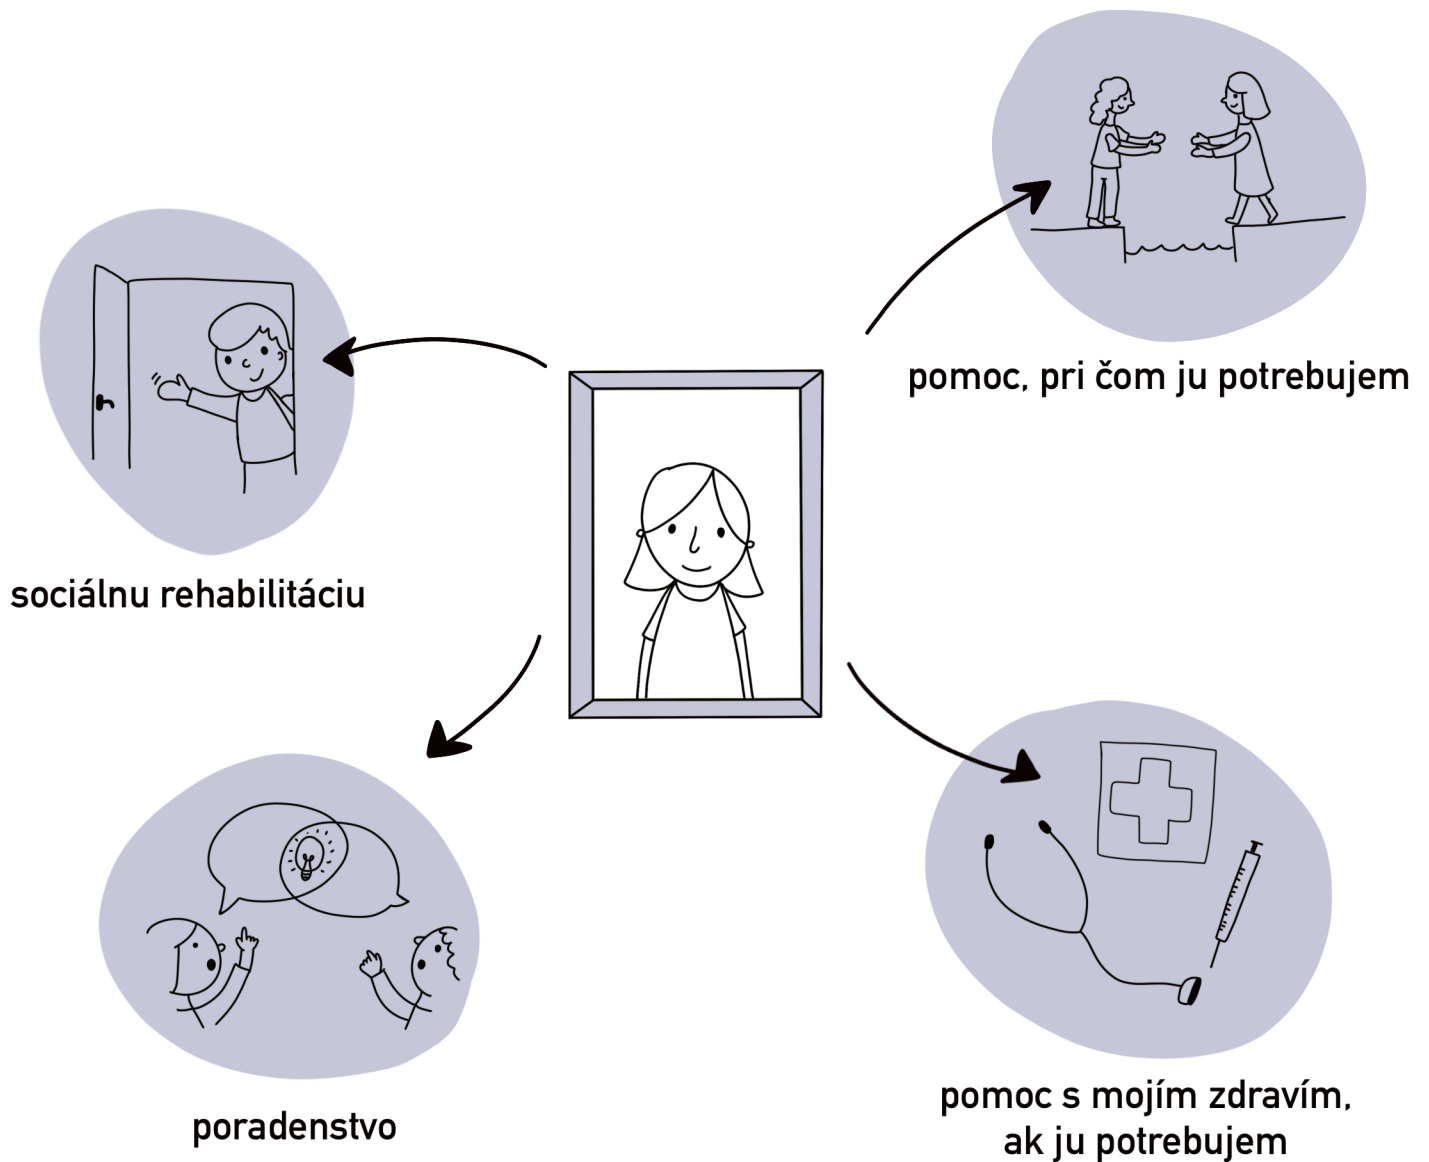 pomoc, pri čom ju potrebujem
sociálnu rehabilitáciu
poradenstvo
pomoc s mojím zdravím,
ak ju potrebujem